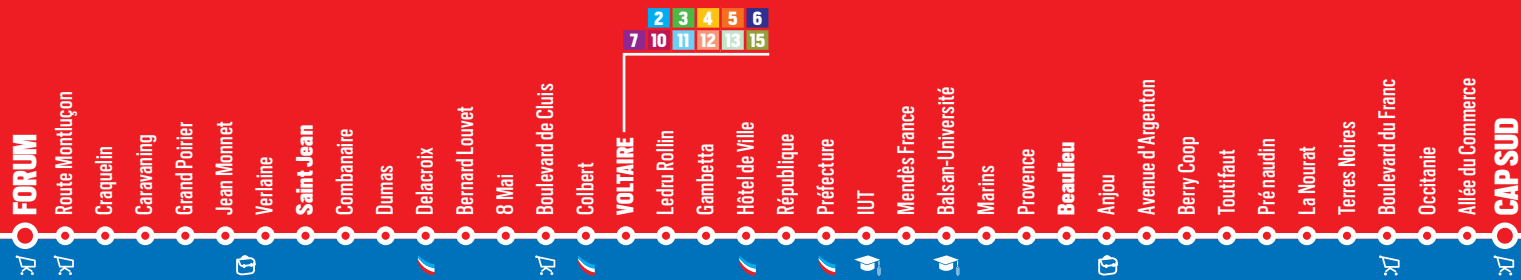 2 3 4 5 6
7 10 11 12 13 15
FORUM
Route Montluçon
Craquelin
Caravaning
Grand Poirier
Jean Monnet
Verlaine
Saint Jean
Combanaire
Dumas
Delacroix
Bernard Louvet
8 Mai
Boulevard de Cluis
Colbert
VOLTAIRE
Ledru Rollin
Gambetta
Hôtel de Ville
République
Préfecture
IUT
Mendès France
Balsan-Université
Marins
Provence
Beaulieu
Anjou
Avenue d'Argenton
Berry Coop
Toutifaut
Pré naudin
La Nourat
Terres Noires
Boulevard du Franc
Occitanie
Allée du Commerce
CAP SUD